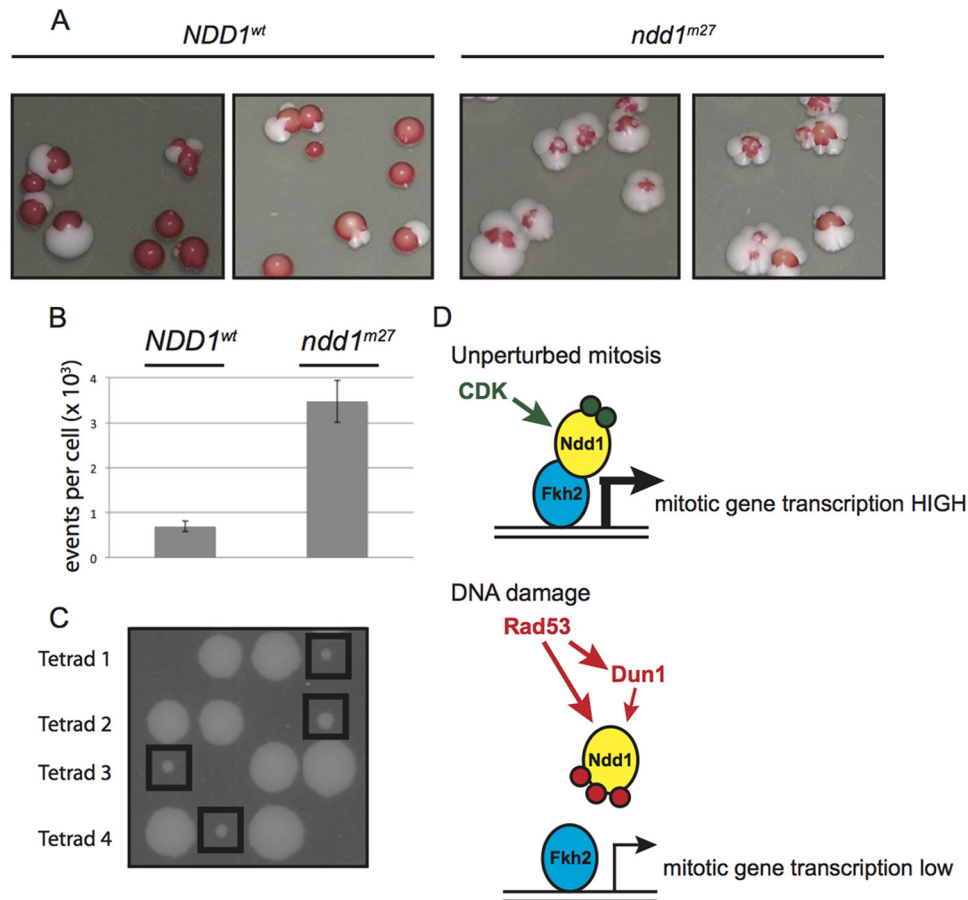 A
NDD1wt
ndd1m27
B
NDD1wt
ndd1m27
events per cell (x 10³)
4
3
2
1
0
C
Tetrad 1
Tetrad 2
Tetrad 3
Tetrad 4
D
Unperturbed mitosis
CDK
Ndd1
Fkh2
mitotic gene transcription HIGH
DNA damage
Rad53
Dun1
Ndd1
Fkh2
mitotic gene transcription low